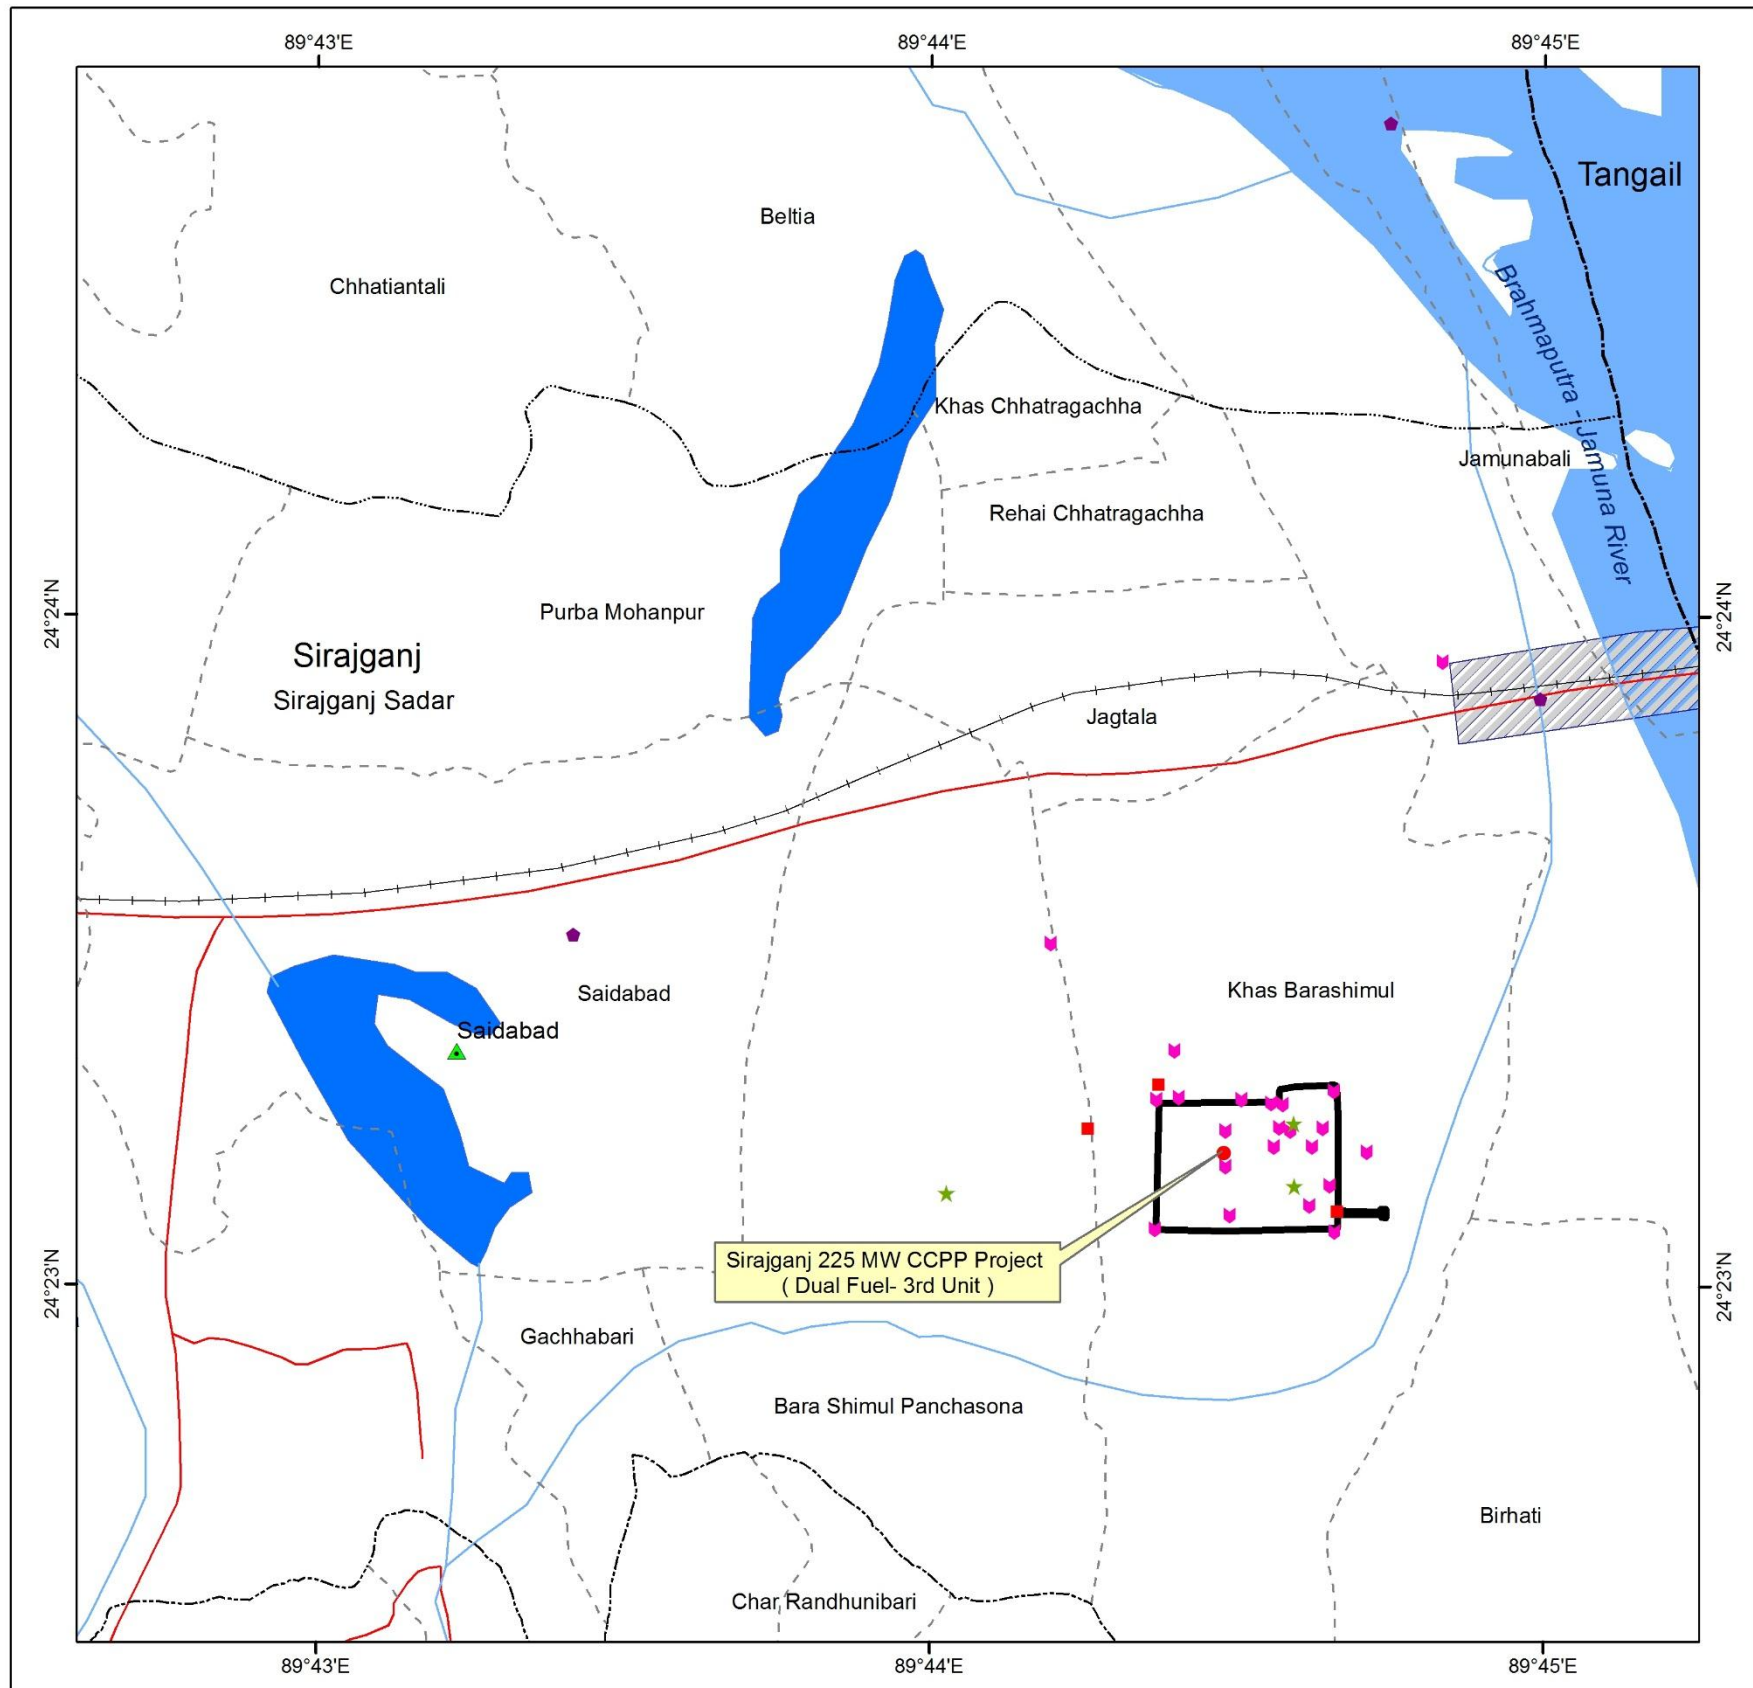 89°43'E
89°44'E
89°45'E
Tangail
Beltia
Chhatiantali
Brahmaputra - Jamuna River
Khas Chhatragachha
Jamunabali
Rehai Chhatragachha
24°24'N
24°24'N
Purba Mohanpur
Sirajganj
Sirajganj Sadar
Jagtala
Saidabad
Khas Barashimul
Saidabad
Sirajganj 225 MW CCPP Project
( Dual Fuel- 3rd Unit )
24°23'N
24°23'N
Gachhabari
Bara Shimul Panchasona
Birhati
Char Randhunibari
89°43'E
89°44'E
89°45'E